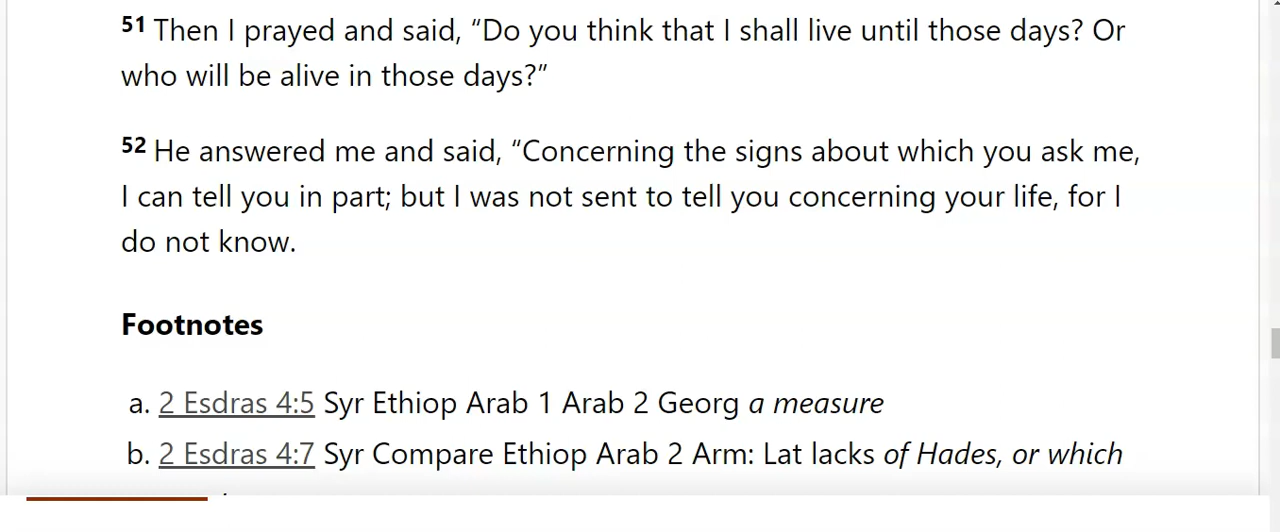 51 Then I prayed and said, “Do you think that I shall live until those days? Or
who will be alive in those days?”
52 He answered me and said, “Concerning the signs about which you ask me,
I can tell you in part; but I was not sent to tell you concerning your life, for I
do not know.
Footnotes
a. 2 Esdras 4:5 Syr Ethiop Arab 1 Arab 2 Georg a measure
b. 2 Esdras 4:7 Syr Compare Ethiop Arab 2 Arm: Lat lacks of Hades, or which